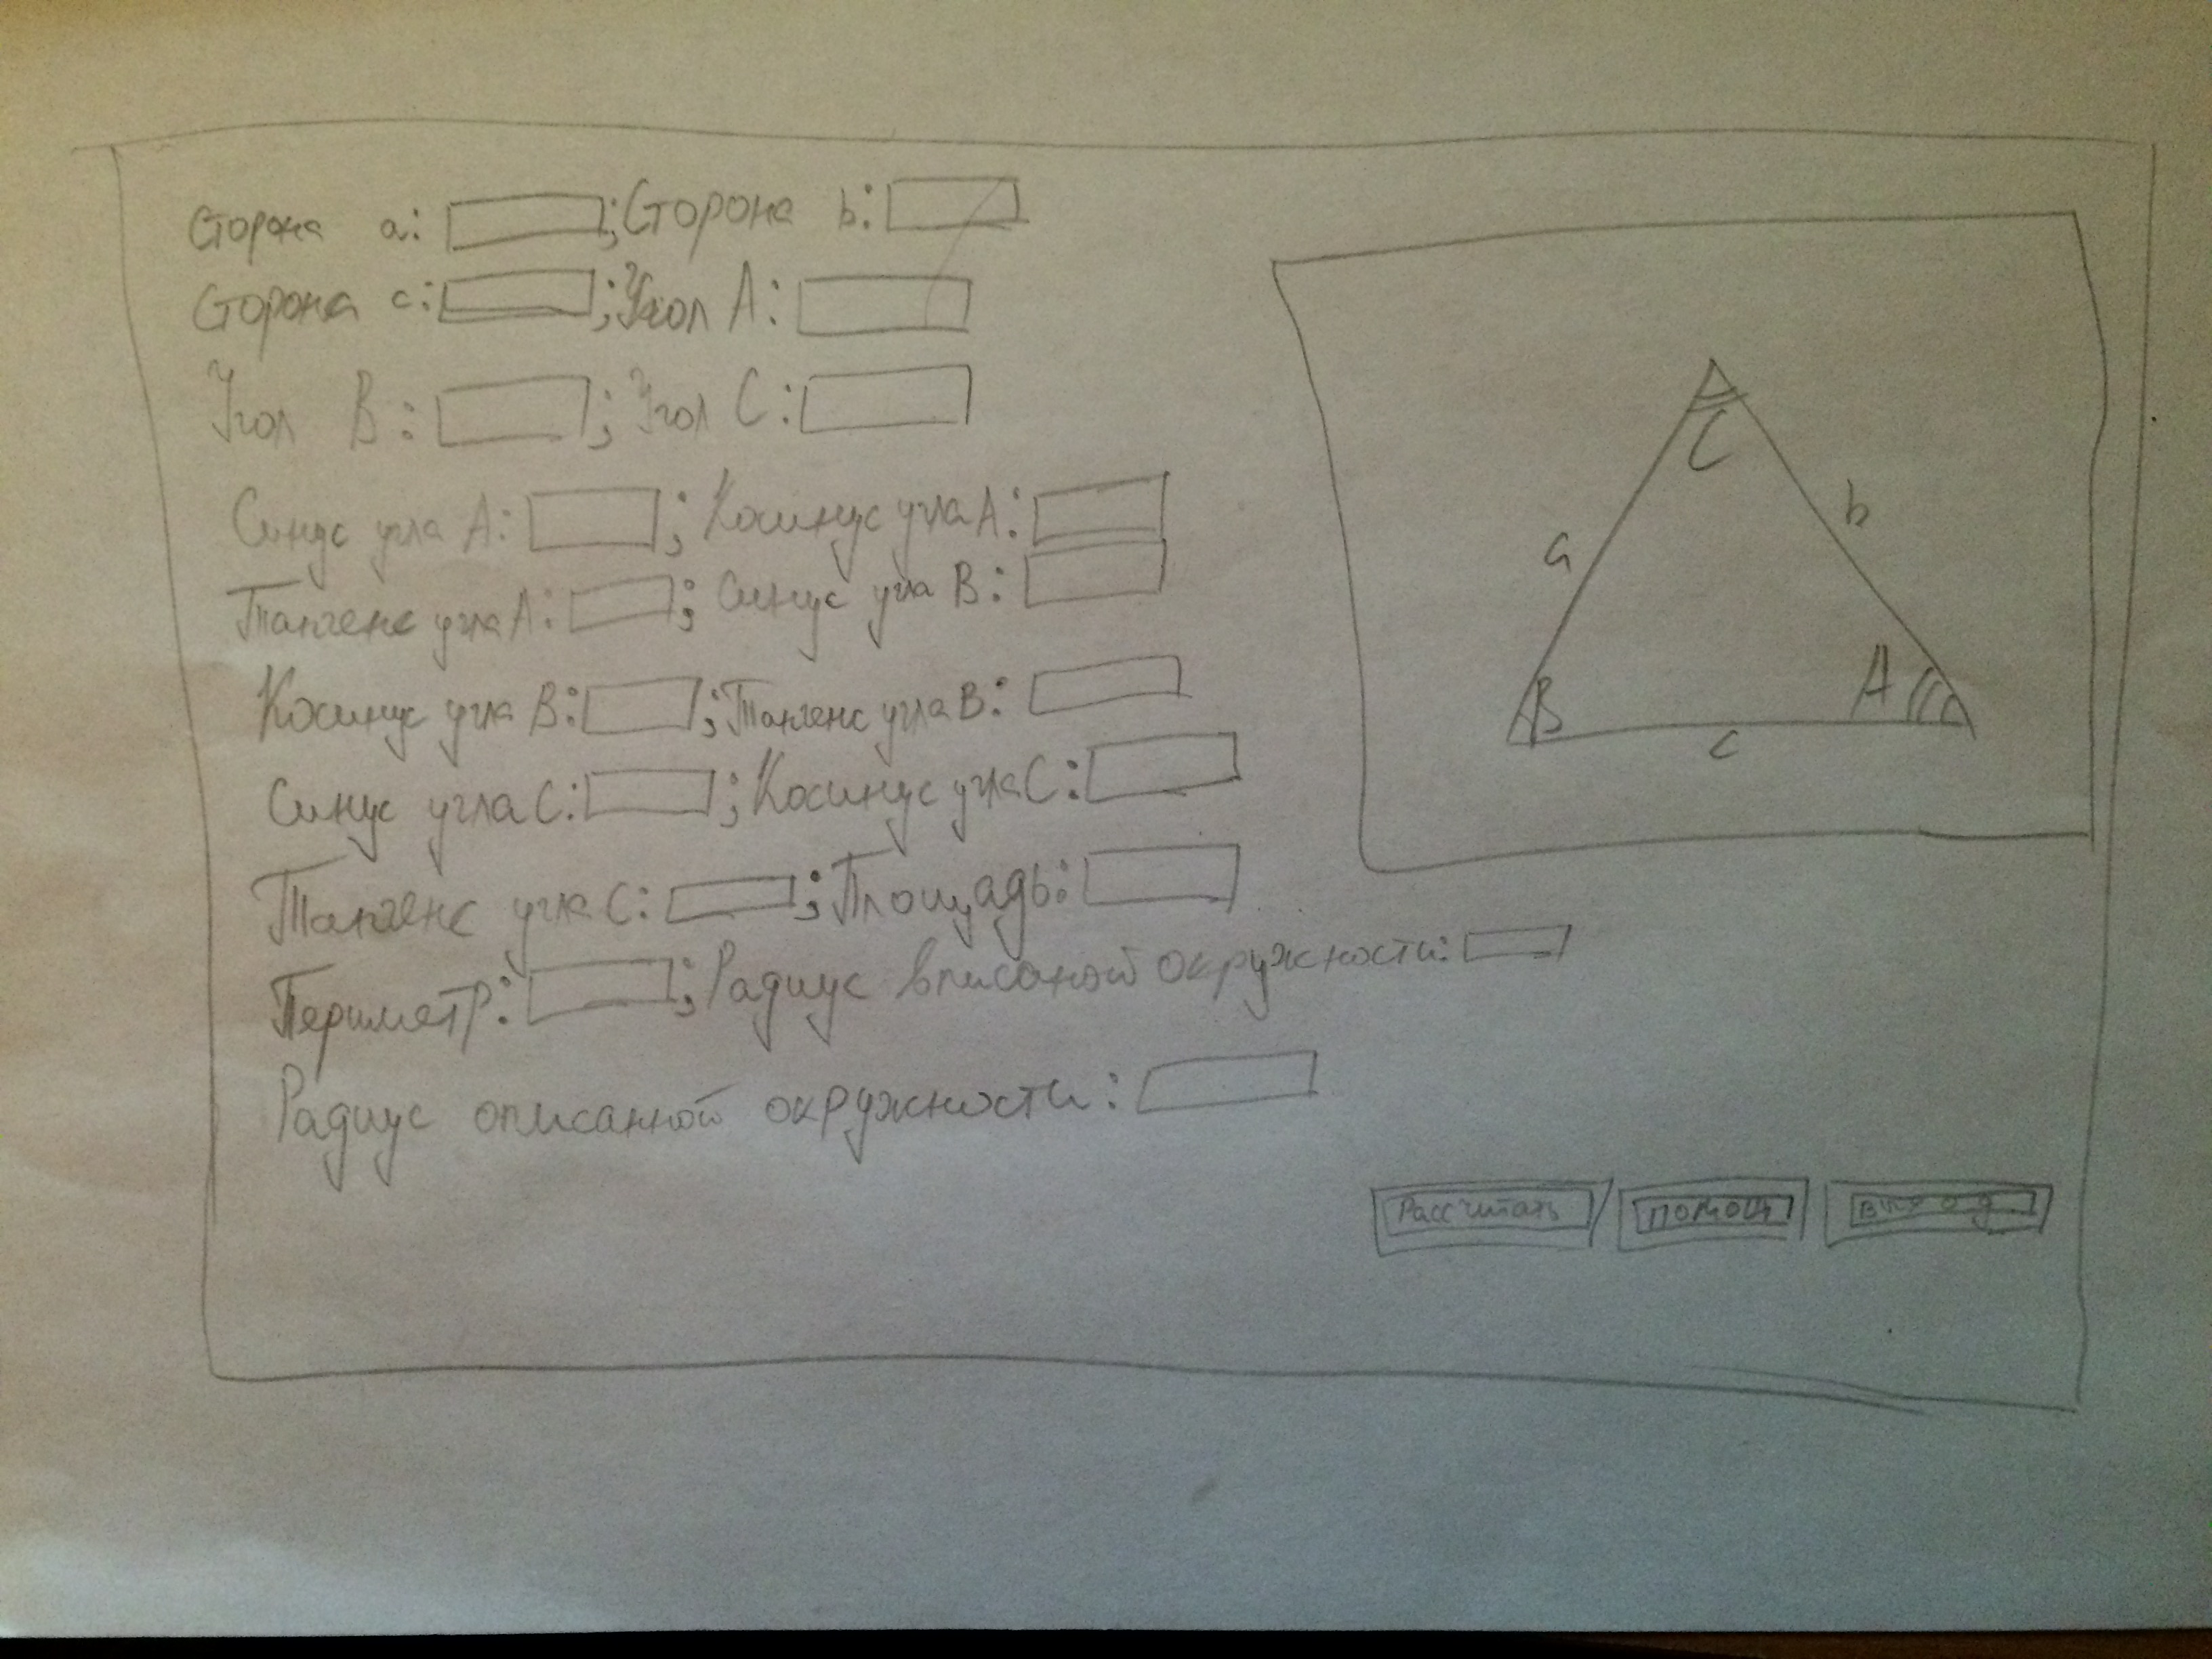 Сторона a: ; Сторона b:
Сторона c: ; Угол A:
Угол B: ; Угол C:
Синус угла A: ; Косинус угла A:
Тангенс угла A: ; Синус угла B:
Косинус угла B: ; Тангенс угла B:
Синус угла C: ; Косинус угла C:
Тангенс угла C: ; Площадь:
Периметр: ; Радиус вписаной окружности:
Радиус описанной окружности:
C
a
b
B
A
c
Рассчитать
Помощь
Выход